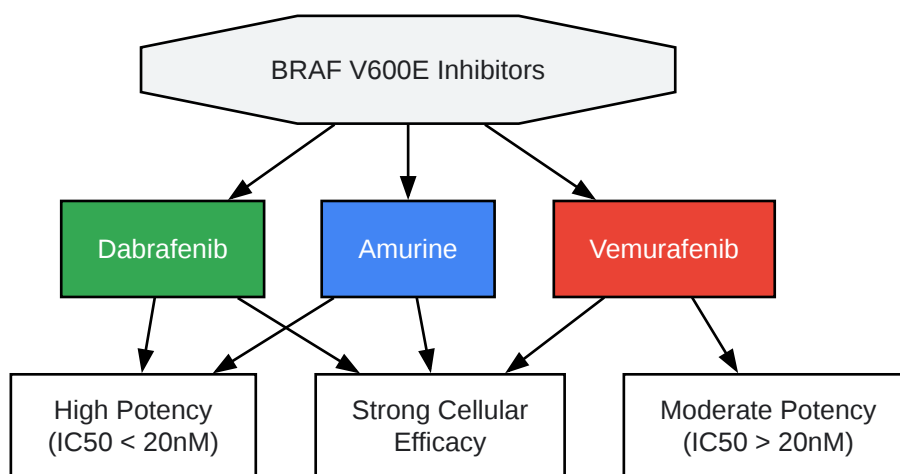 BRAF V600E Inhibitors
Dabrafenib
Amurine
Vemurafenib
High Potency
(IC50 < 20nM)
Strong Cellular
Efficacy
Moderate Potency
(IC50 > 20nM)